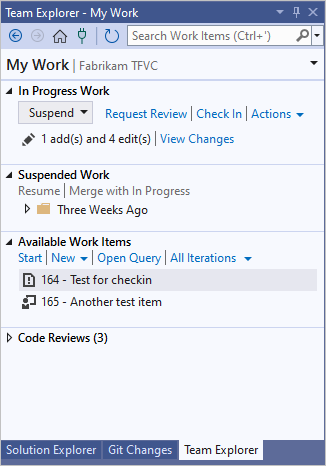 Team Explorer - My Work
Search Work Items (Ctrl+')
My Work | Fabrikam TFVC
In Progress Work
Suspend Request Review | Check In | Actions
1 add(s) and 4 edit(s) | View Changes
Suspended Work
Resume | Merge with In Progress
Three Weeks Ago
Available Work Items
Start | New | Open Query | All Iterations
164 - Test for checkin
165 - Another test item
Code Reviews (3)
Solution Explorer Git Changes Team Explorer